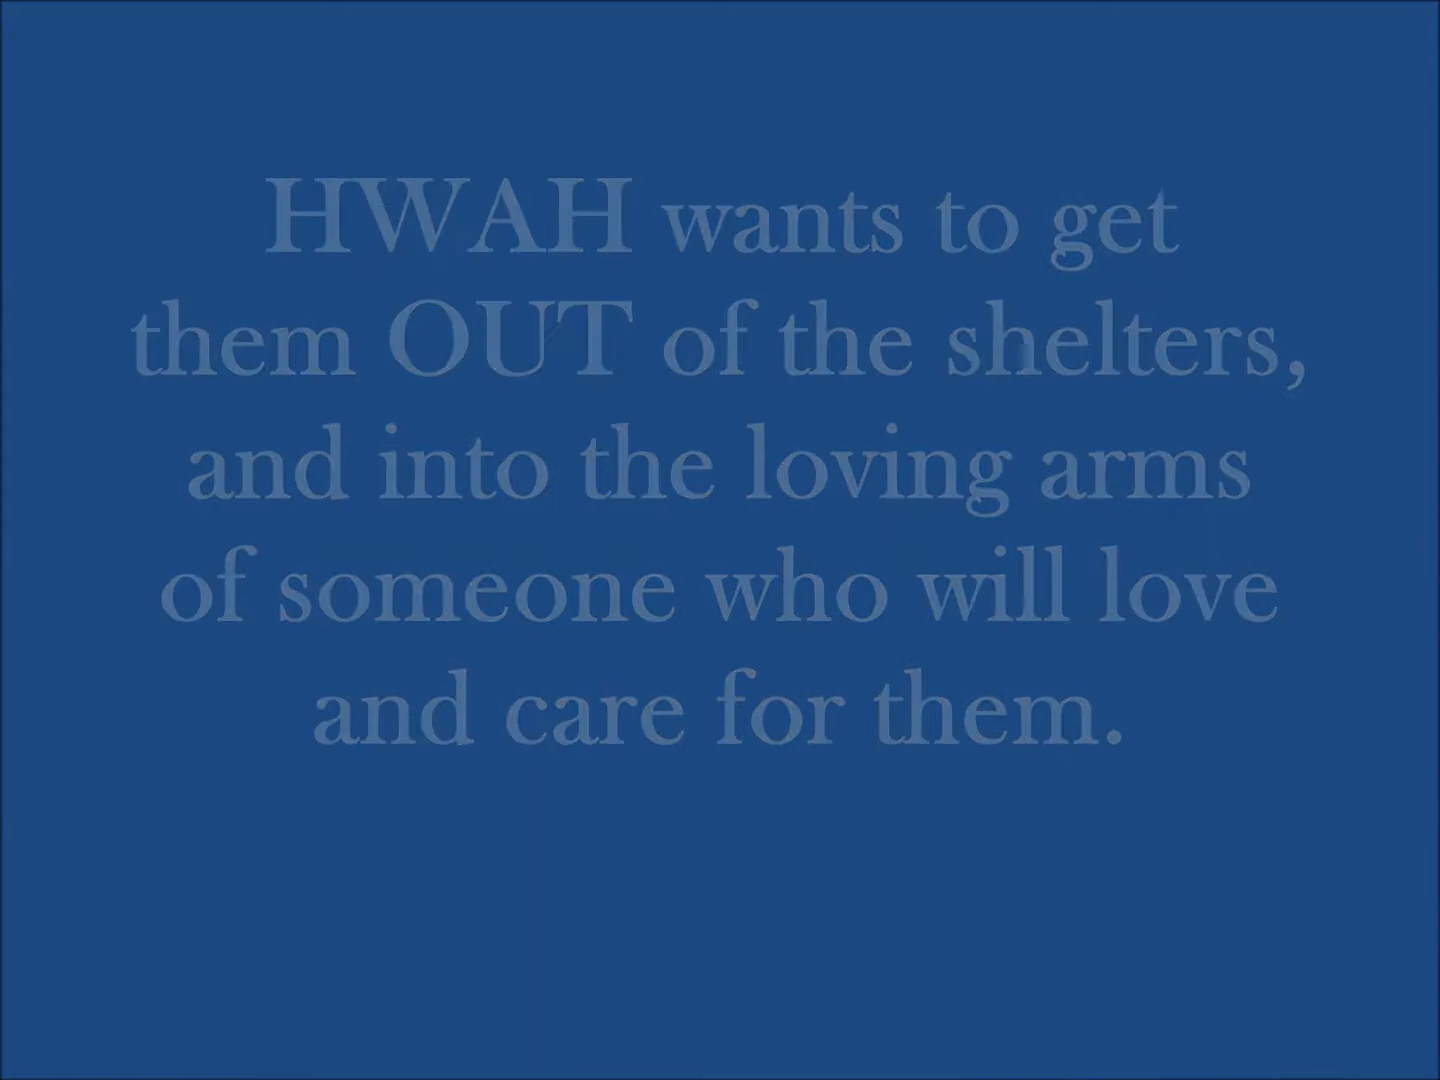 HWAH wants to get
them OUT of the shelters,
and into the loving arms
of someone who will love
and care for them.